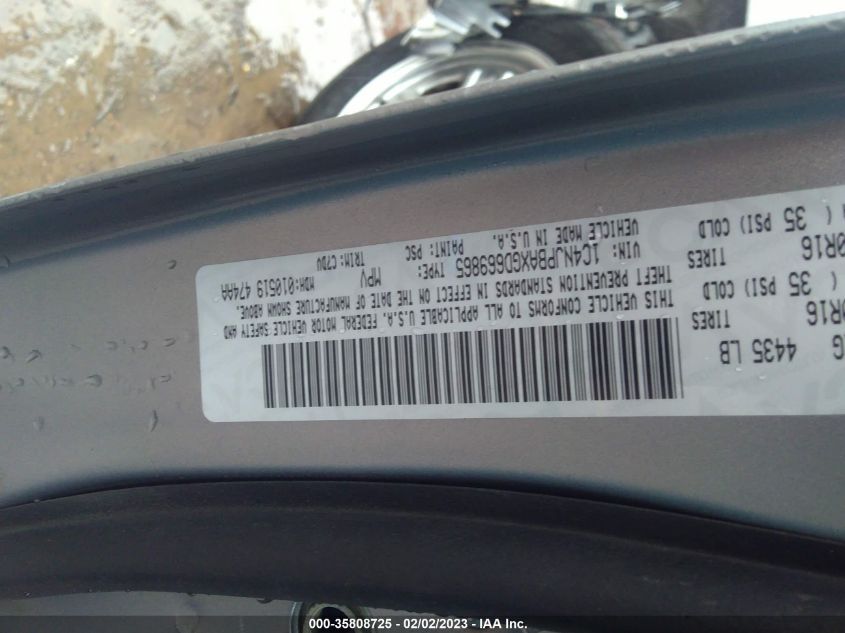 G 4435 LB
0R16 TIRES
( 35 PSI) COLD
0R16 TIRES
( 35 PSI) COLD
THIS VEHICLE CONFORMS TO ALL APPLICABLE U.S.A. FEDERAL MOTOR VEHICLE SAFETY AND
THEFT PREVENTION STANDARDS IN EFFECT ON THE DATE OF MANUFACTURE SHOWN ABOVE.
VIN: 1C4NJPBAXGD669865 TYPE: MPV MDH:010519 474AA
VEHICLE MADE IN U.S.A. PAINT: PSC TRIM: C7DV
000-35808725 - 02/02/2023 - IAA Inc.